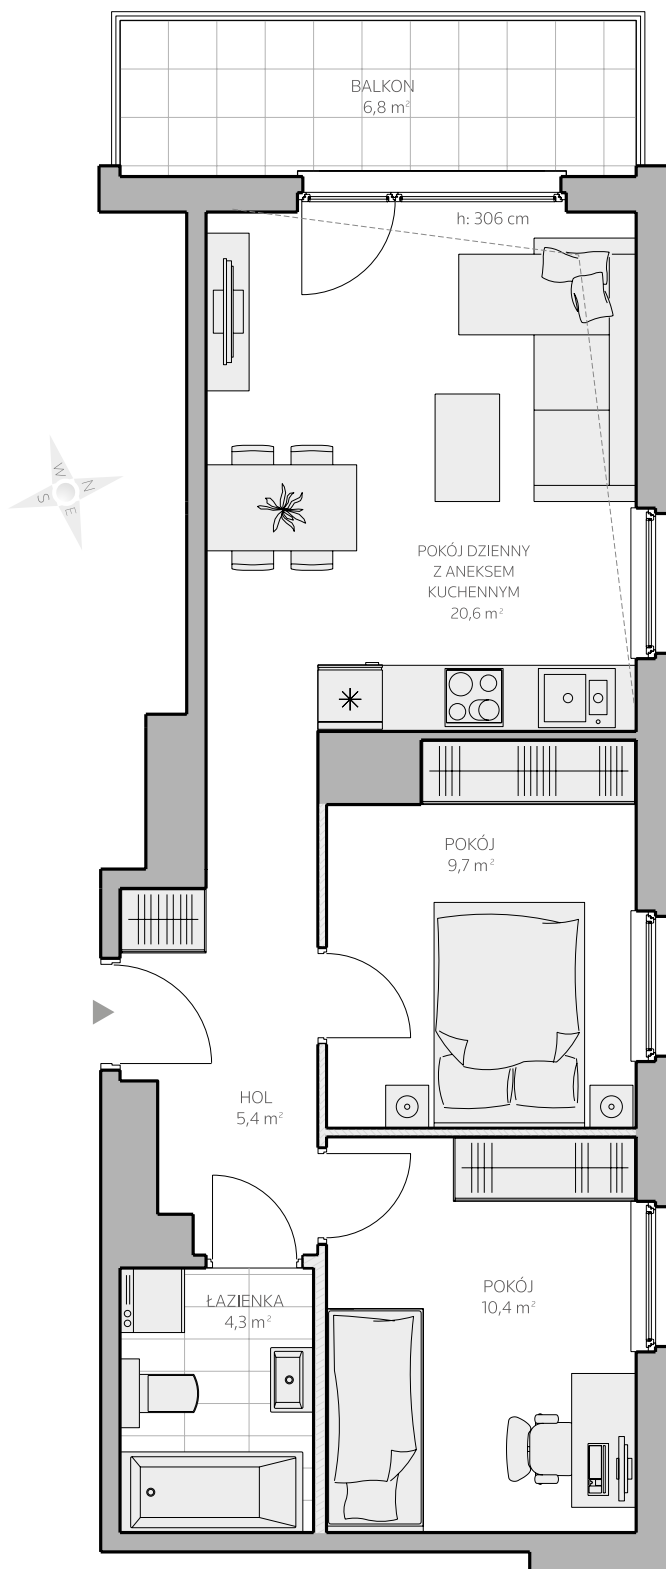 BALKON
6,8 m²
h: 306 cm
W
N
S
E
POKÓJ DZIENNY
Z ANEKSEM
KUCHENNYM
20,6 m²
POKÓJ
9,7 m²
HOL
5,4 m²
POKÓJ
10,4 m²
ŁAZIENKA
4,3 m²